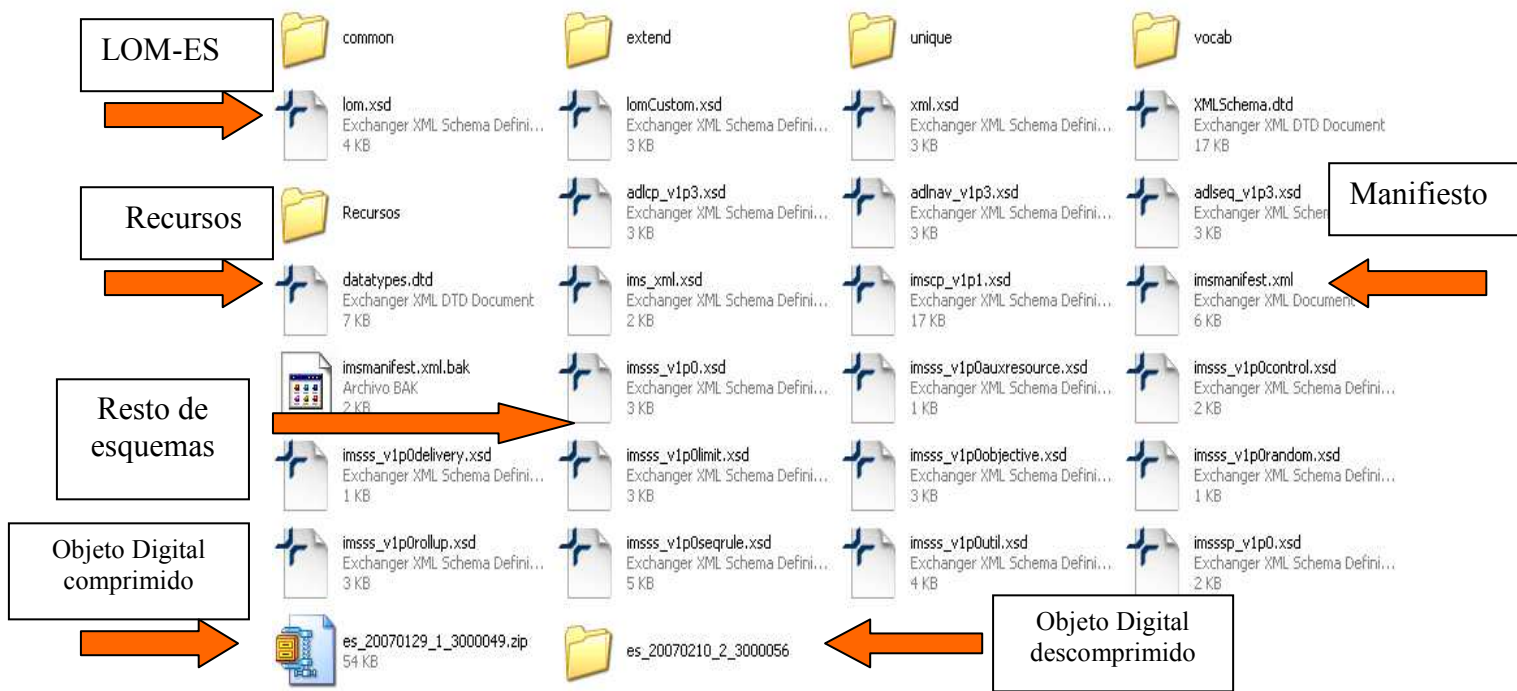 LOM-ES
common
extend
unique
vocab
lom.xsd
Exchanger XML Schema Defini...
4 KB
lomCustom.xsd
Exchanger XML Schema Defini...
3 KB
xml.xsd
Exchanger XML Schema Defini...
3 KB
XMLSchema.dtd
Exchanger XML DTD Document
17 KB
Recursos
Recursos
adlcp_v1p3.xsd
Exchanger XML Schema Defini...
3 KB
adlnav_v1p3.xsd
Exchanger XML Schema Defini...
3 KB
adlseq_v1p3.xsd
Exchanger XML
3 KB
Manifiesto
datatypes.dtd
Exchanger XML DTD Document
7 KB
ims_xml.xsd
Exchanger XML Schema Defini...
2 KB
imscp_v1p1.xsd
Exchanger XML Schema Defini...
17 KB
imsmanifest.xml
Exchanger XML Document
6 KB
Resto de
esquemas
imsmanifest.xml.bak
Archivo BAK
2 KB
imsss_v1p0.xsd
Exchanger XML Schema Defini...
3 KB
imsss_v1p0auxresource.xsd
Exchanger XML Schema Defini...
1 KB
imsss_v1p0control.xsd
Exchanger XML Schema Defini...
2 KB
imsss_v1p0delivery.xsd
Exchanger XML Schema Defini...
1 KB
imsss_v1p0limit.xsd
Exchanger XML Schema Defini...
3 KB
imsss_v1p0objective.xsd
Exchanger XML Schema Defini...
3 KB
imsss_v1p0random.xsd
Exchanger XML Schema Defini...
1 KB
Objeto Digital
comprimido
imsss_v1p0rollup.xsd
Exchanger XML Schema Defini...
3 KB
imsss_v1p0seqrule.xsd
Exchanger XML Schema Defini...
5 KB
imsss_v1p0util.xsd
Exchanger XML Schema Defini...
4 KB
imsssp_v1p0.xsd
Exchanger XML Schema Defini...
2 KB
es_20070129_1_3000049.zip
54 KB
es_20070210_2_3000056
Objeto Digital
descomprimido